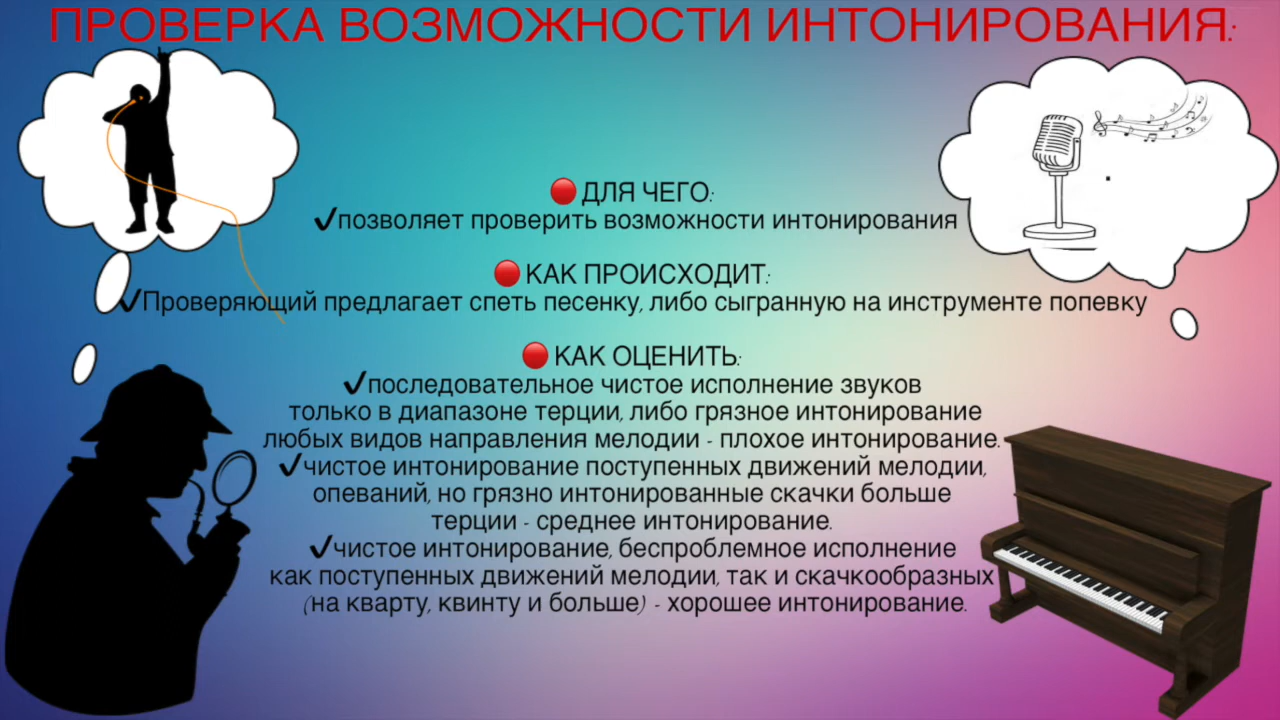 ПРОВЕРКА ВОЗМОЖНОСТИ ИНТОНИРОВАНИЯ:
🔴 ДЛЯ ЧЕГО:
✔позволяет проверить возможности интонирования
🔴 КАК ПРОИСХОДИТ:
✔Проверяющий предлагает спеть песенку, либо сыгранную на инструменте попевку
🔴 КАК ОЦЕНИТЬ:
✔последовательное чистое исполнение звуков
только в диапазоне терции, либо грязное интонирование
любых видов направления мелодии - плохое интонирование.
✔чистое интонирование поступенных движений мелодии,
опеваний, но грязно интонированные скачки больше
терции - среднее интонирование.
✔чистое интонирование, беспроблемное исполнение
как поступенных движений мелодии, так и скачкообразных
(на кварту, квинту и больше) - хорошее интонирование.